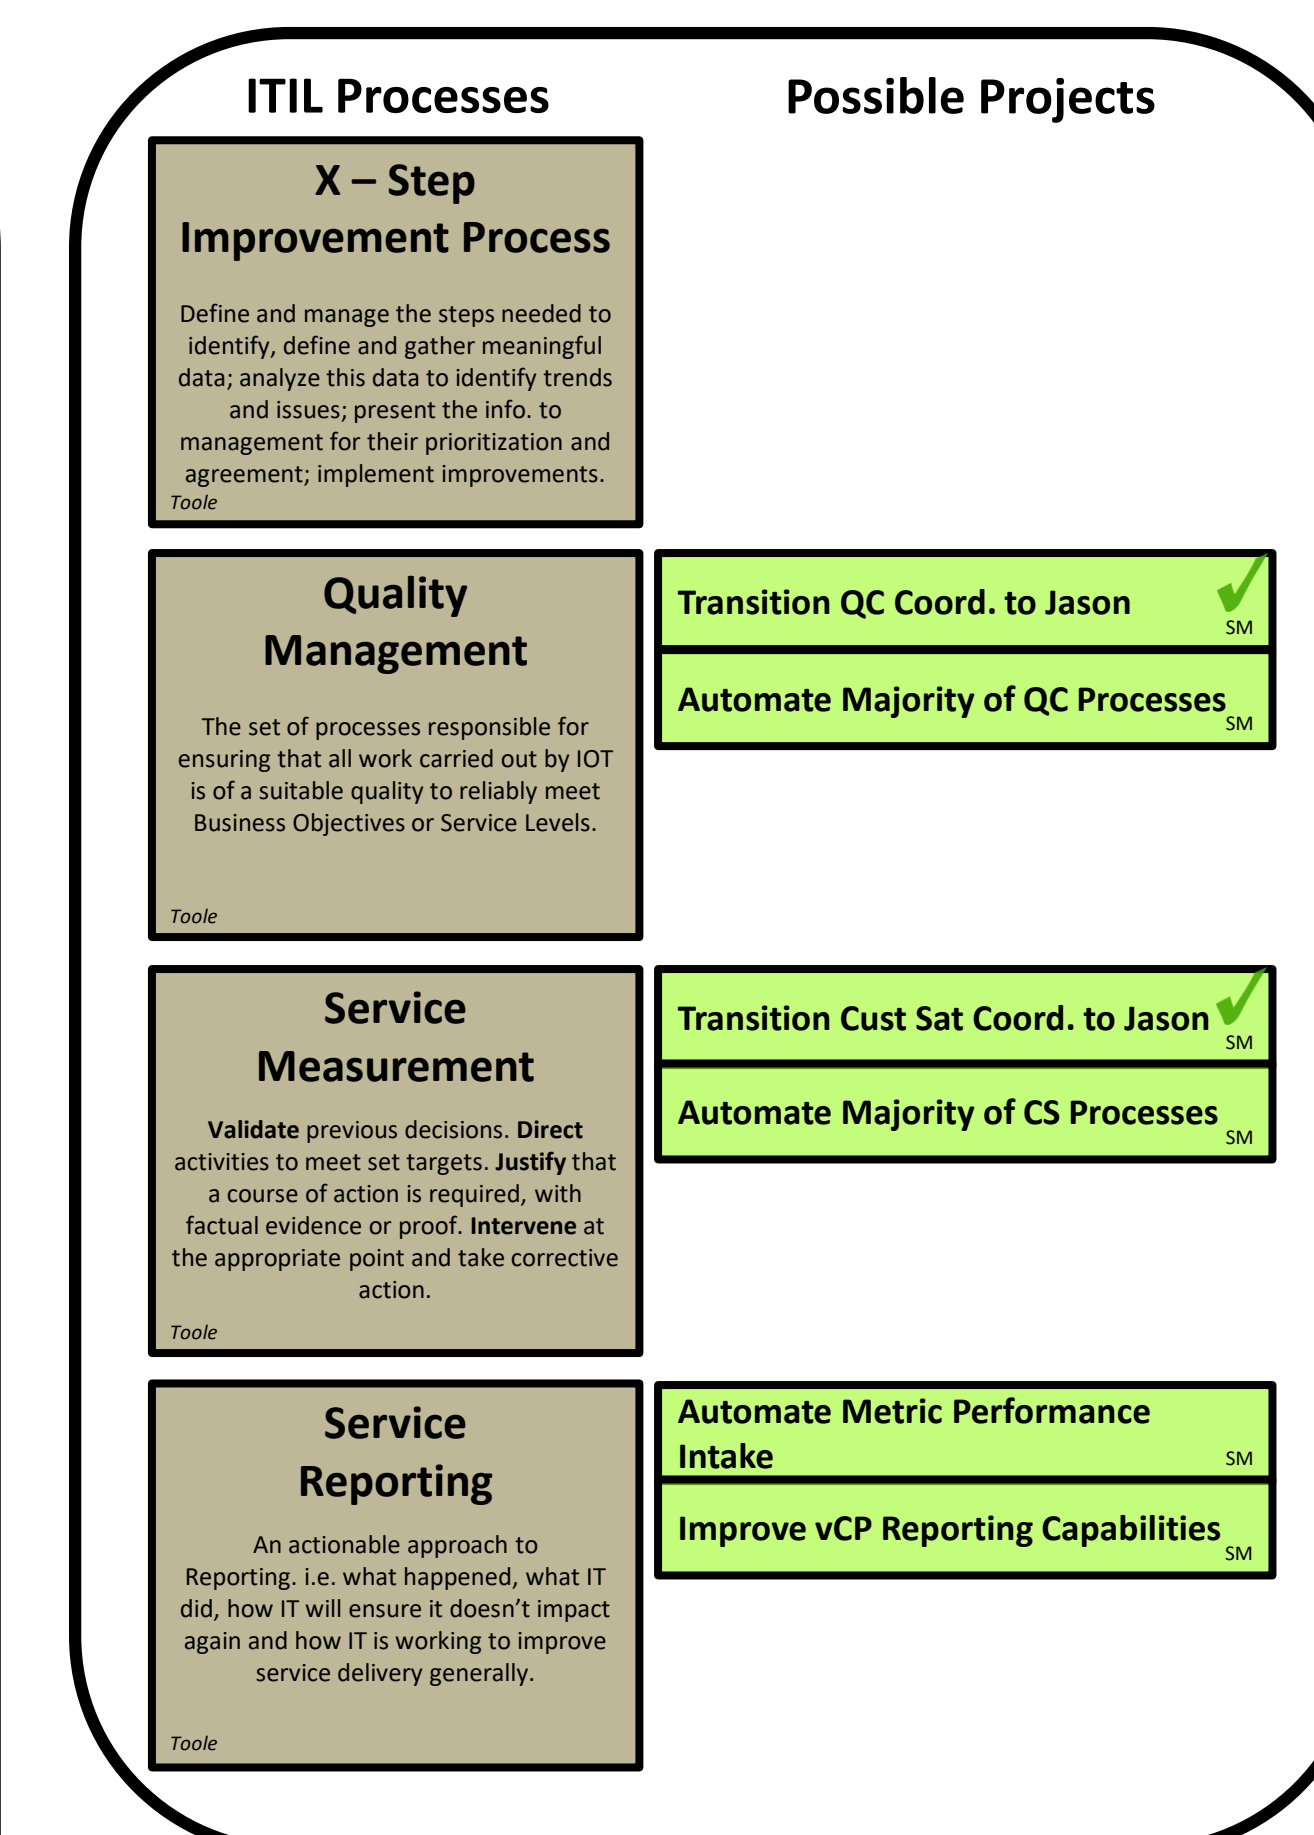 ITIL Processes
Possible Projects
X – Step
Improvement Process
Define and manage the steps needed to
identify, define and gather meaningful
data; analyze this data to identify trends
and issues; present the info. to
management for their prioritization and
agreement; implement improvements.
Toole
Quality
Management
The set of processes responsible for
ensuring that all work carried out by IOT
is of a suitable quality to reliably meet
Business Objectives or Service Levels.
Toole
Transition QC Coord. to Jason
SM
Automate Majority of QC Processes
SM
Service
Measurement
Validate previous decisions. Direct
activities to meet set targets. Justify that
a course of action is required, with
factual evidence or proof. Intervene at
the appropriate point and take corrective
action.
Toole
Transition Cust Sat Coord. to Jason
SM
Automate Majority of CS Processes
SM
Service
Reporting
An actionable approach to
Reporting. i.e. what happened, what IT
did, how IT will ensure it doesn’t impact
again and how IT is working to improve
service delivery generally.
Toole
Automate Metric Performance
Intake
SM
Improve vCP Reporting Capabilities
SM